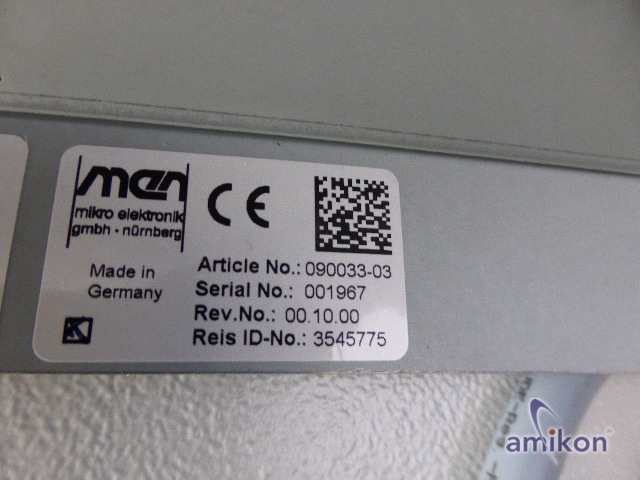 men
mikro elektronik
gmbh · nürnberg
CE
Made in
Germany
Article No.: 090033-03
Serial No.: 001967
Rev.No.: 00.10.00
Reis ID-No.: 3545775
amikon